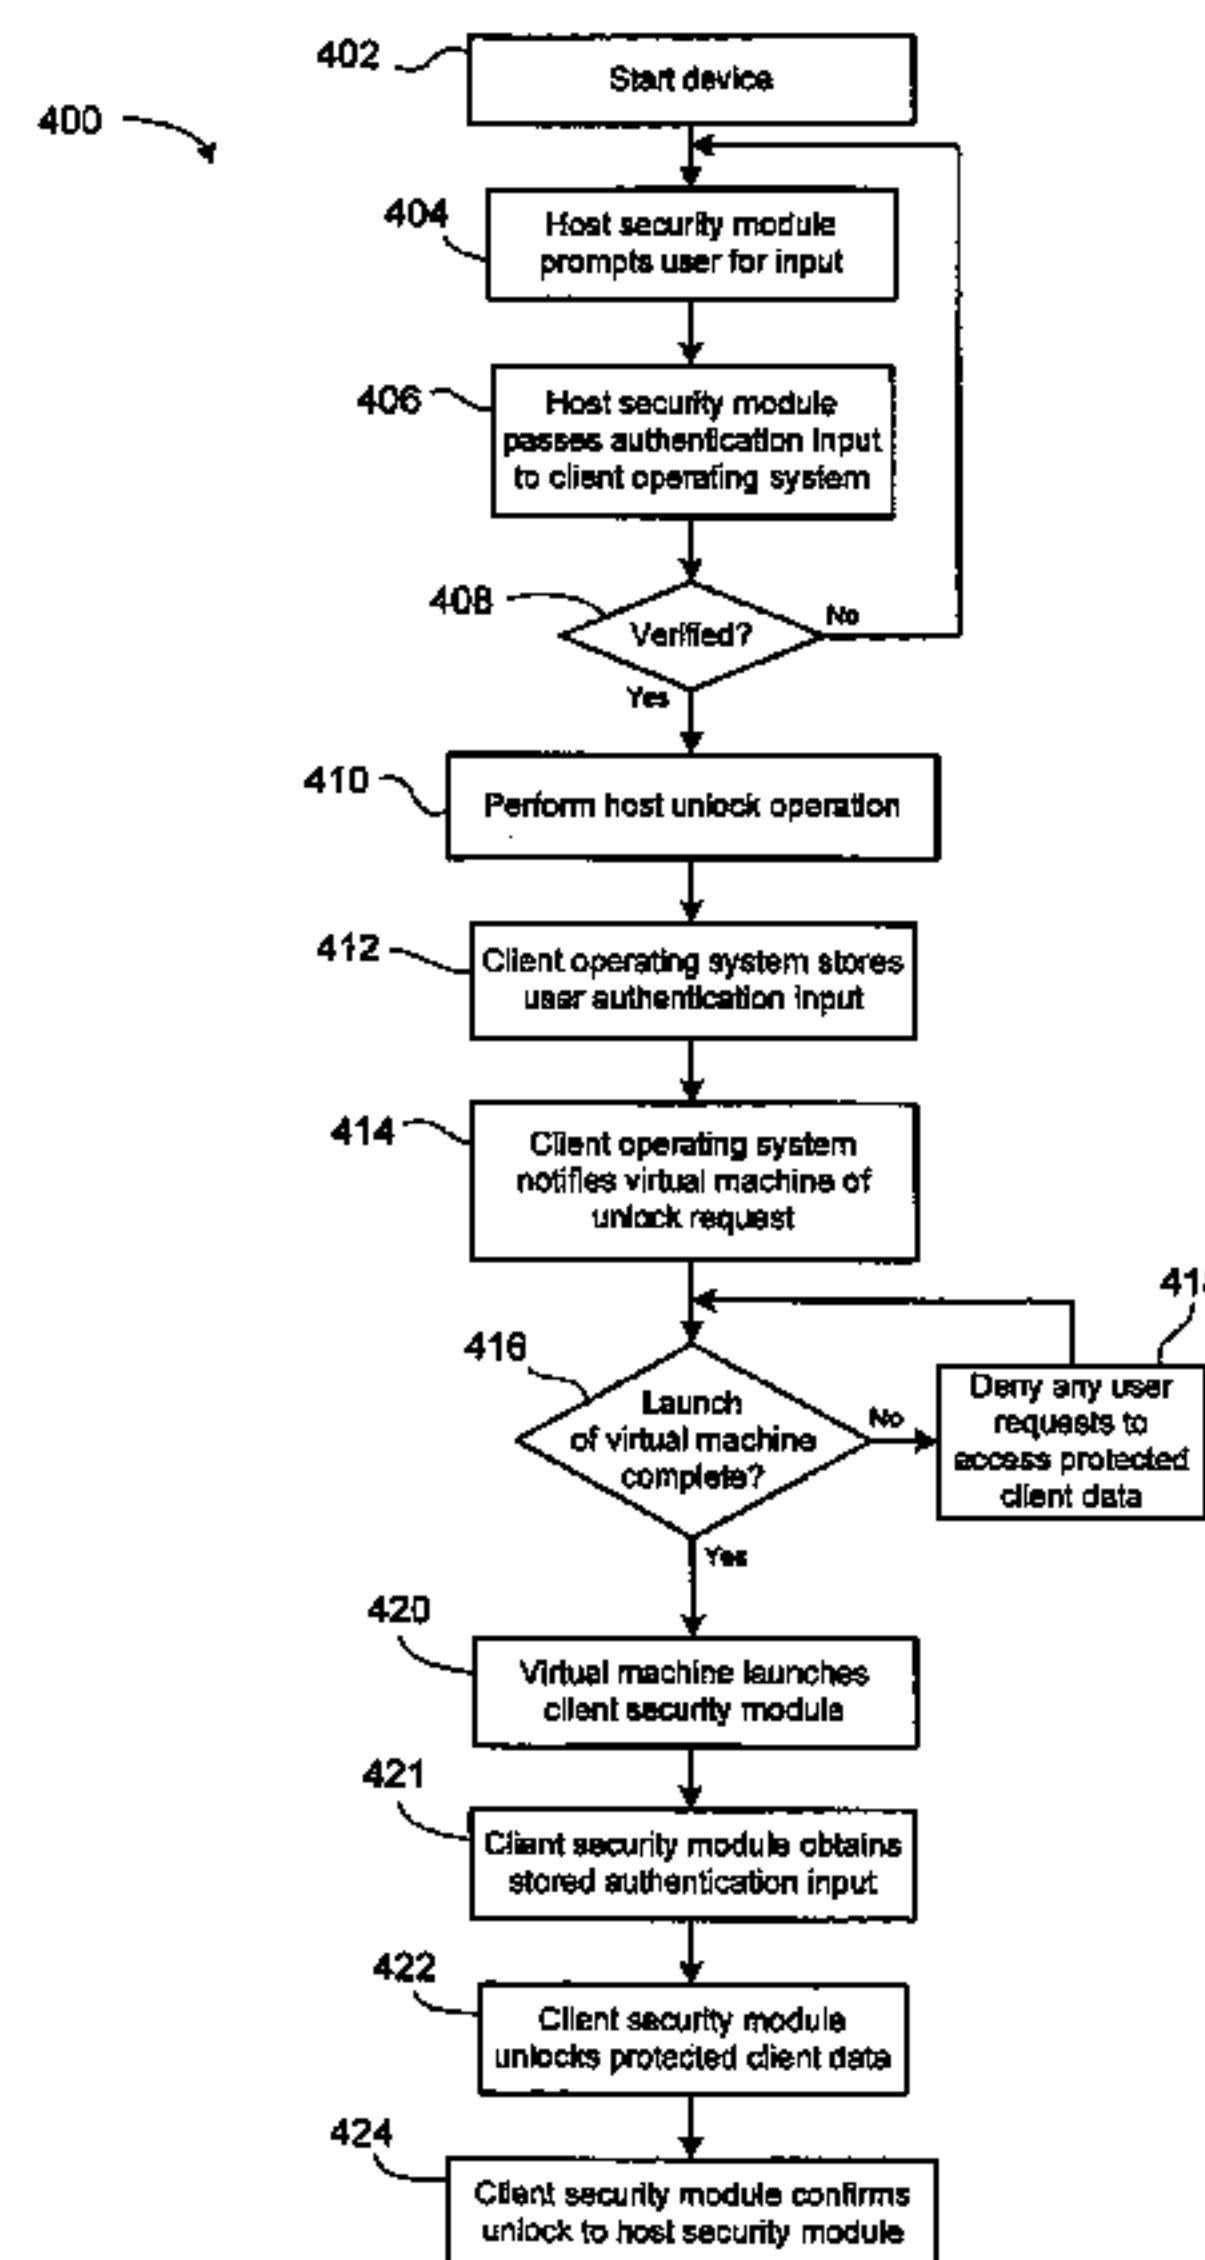 402
Start device
400
404
Host security module
prompts user for input
406
Host security module
passes authentication input
to client operating system
408
Verified?
No
Yes
410
Perform host unlock operation
412
Client operating system stores
user authentication input
414
Client operating system
notifies virtual machine of
unlock request
416
Launch
of virtual machine
complete?
No
Deny any user
requests to
access protected
client data
Yes
420
Virtual machine launches
client security module
421
Client security module obtains
stored authentication input
422
Client security module
unlocks protected client data
424
Client security module confirms
unlock to host security module